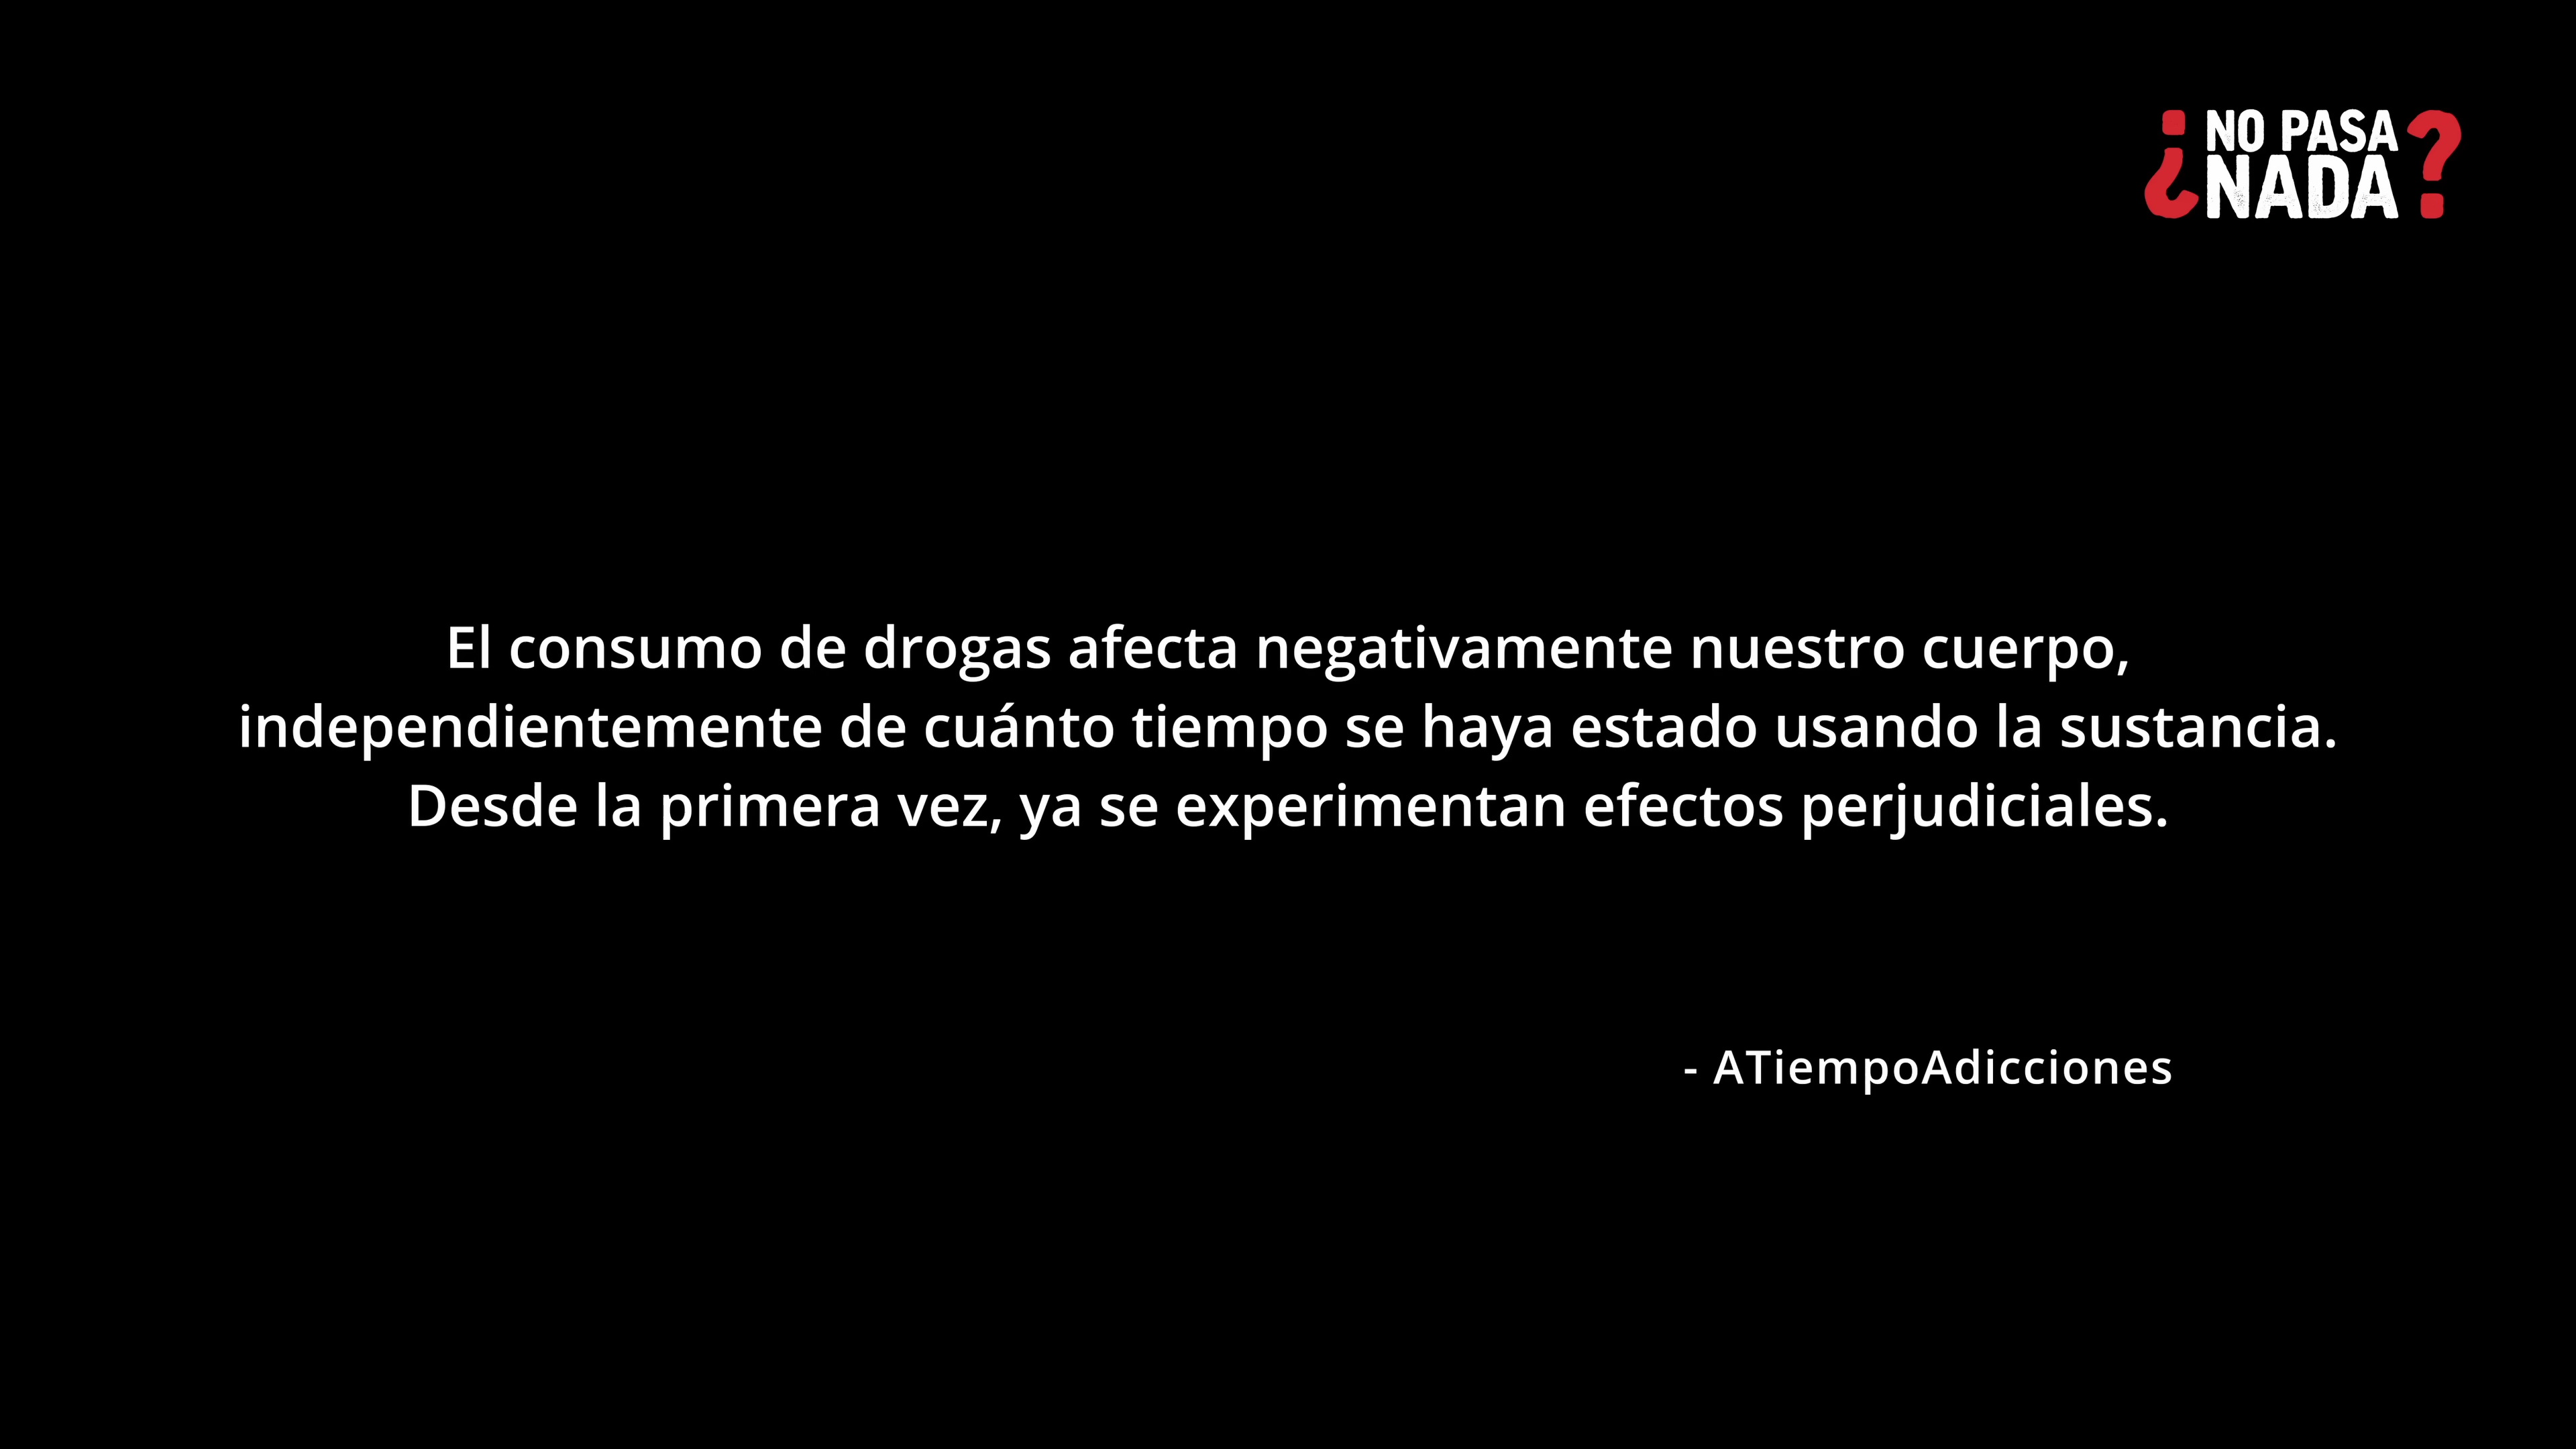 ¿NO PASA
NADA?
El consumo de drogas afecta negativamente nuestro cuerpo,
independientemente de cuánto tiempo se haya estado usando la sustancia.
Desde la primera vez, ya se experimentan efectos perjudiciales.
- ATiempoAdicciones